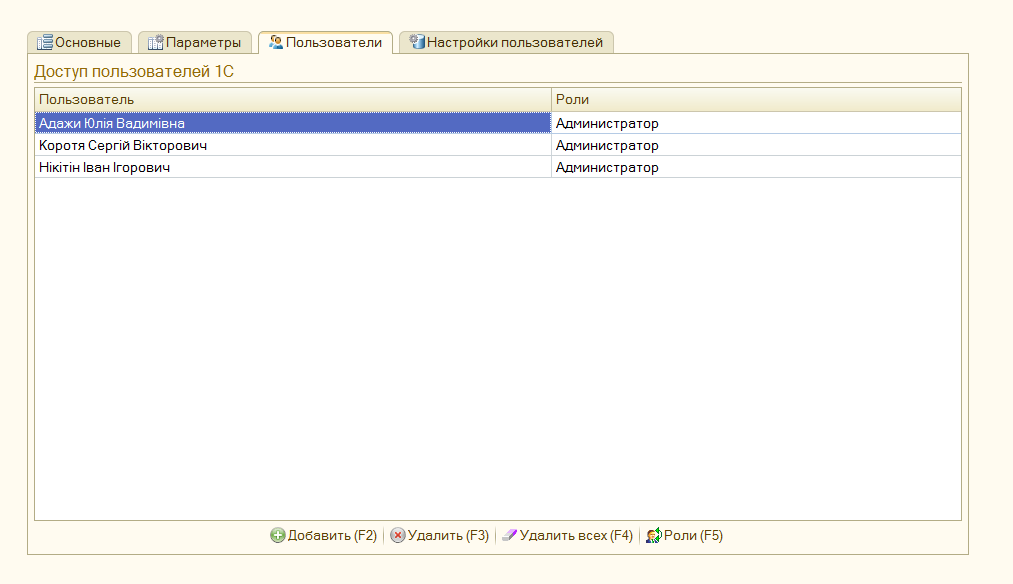 Основные Параметры Пользователи Настройки пользователей
Доступ пользователей 1С
Пользователь Роли
Адажи Юлія Вадимівна Администратор
Коротя Сергій Вікторович Администратор
Нікітін Іван Ігорович Администратор
Добавить (F2) Удалить (F3) Удалить всех (F4) Роли (F5)